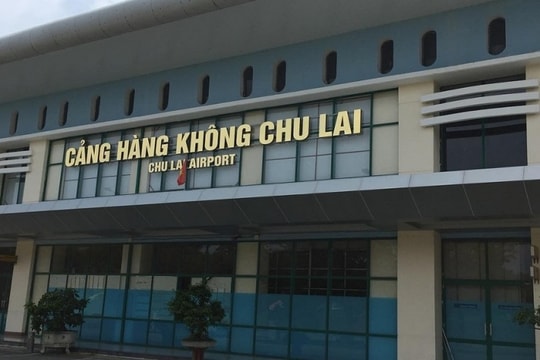 CẢNG HÀNG KHÔNG CHU LAI
CHU LAI AIRPORT